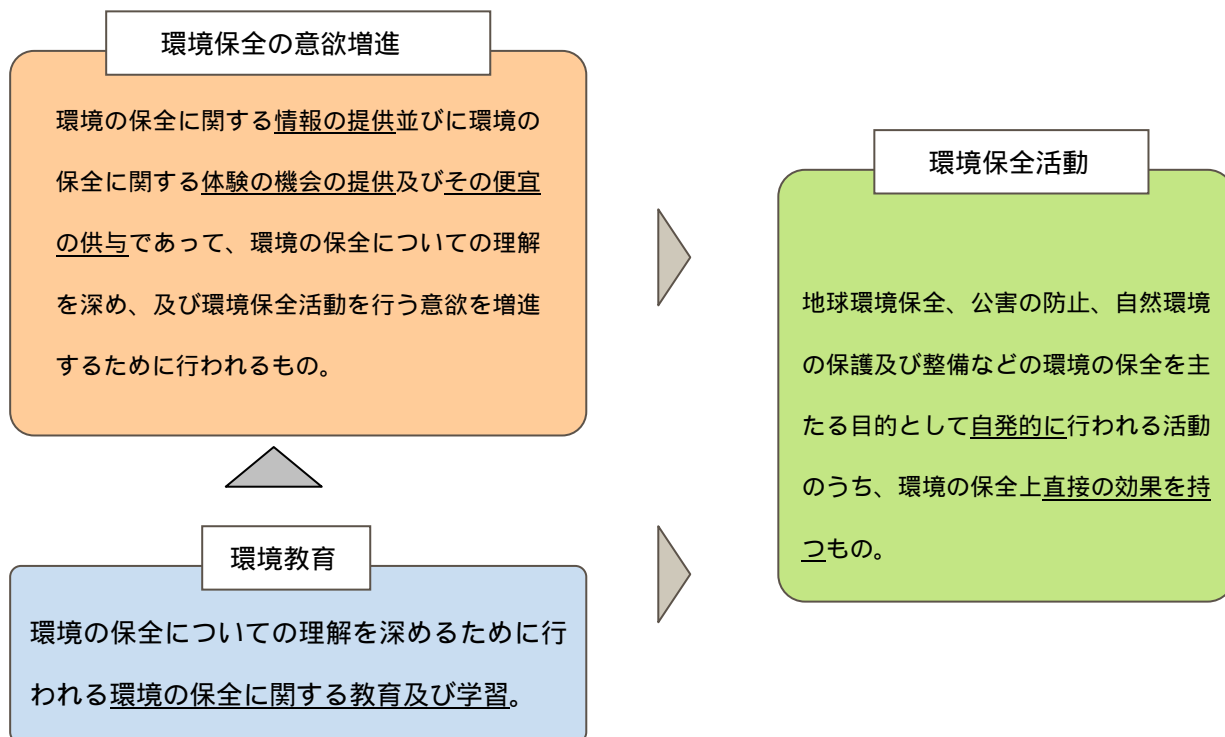 環境保全の意欲増進
環境の保全に関する情報の提供並びに環境の
保全に関する体験の機会の提供及びその便宜
の供与であって、環境の保全についての理解
を深め、及び環境保全活動を行う意欲を増進
するために行われるもの。
環境教育
環境の保全についての理解を深めるために行
われる環境の保全に関する教育及び学習。
環境保全活動
地球環境保全、公害の防止、自然環境
の保護及び整備などの環境の保全を主
たる目的として自発的に行われる活動
のうち、環境の保全上直接の効果を持
つもの。